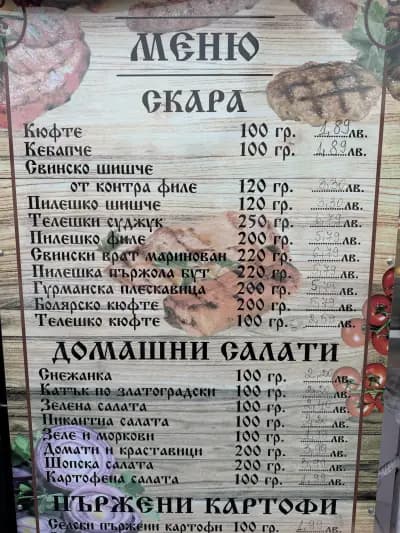 МЕНЮ
СКАРА
Кюфте 100 гр. 1,89 лв.
Кебапче 100 гр. 1,89 лв.
Свинско шишче
от контра филе 120 гр. лв.
Пилешко шишче 120 гр. лв.
Телешки суджук 250 гр. лв.
Пилешко филе 200 гр. лв.
Свински врат маринован 220 гр. лв.
Пилешка пържола бут 220 гр. лв.
Гурманска плескавица 200 гр. лв.
Болярско кюфте 200 гр. лв.
Телешко кюфте 100 гр. лв.
ДОМАШНИ САЛАТИ
Снежанка 100 гр. лв.
Катък по златоградски 100 гр. лв.
Зелена салата 100 гр. лв.
Пикантна салата 100 гр. лв.
Зеле и моркови 100 гр. лв.
Домати и краставици 200 гр. лв.
Шопска салата 200 гр. лв.
Картофена салата 100 гр. лв.
ПЪРЖЕНИ КАРТОФИ
Селски пържени картофи 100 гр. лв.